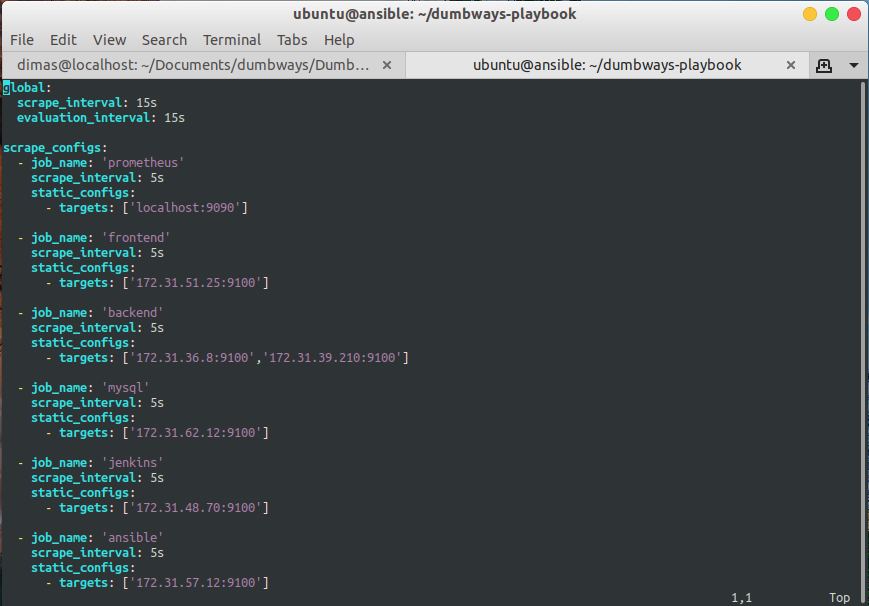 ubuntu@ansible: ~/dumbways-playbook
File Edit View Search Terminal Tabs Help
dimas@localhost: ~/Documents/dumbways/Dumb... × ubuntu@ansible: ~/dumbways-playbook ×
global:
  scrape_interval: 15s
  evaluation_interval: 15s

scrape_configs:
  - job_name: 'prometheus'
    scrape_interval: 5s
    static_configs:
      - targets: ['localhost:9090']

  - job_name: 'frontend'
    scrape_interval: 5s
    static_configs:
      - targets: ['172.31.51.25:9100']

  - job_name: 'backend'
    scrape_interval: 5s
    static_configs:
      - targets: ['172.31.36.8:9100','172.31.39.210:9100']

  - job_name: 'mysql'
    scrape_interval: 5s
    static_configs:
      - targets: ['172.31.62.12:9100']

  - job_name: 'jenkins'
    scrape_interval: 5s
    static_configs:
      - targets: ['172.31.48.70:9100']

  - job_name: 'ansible'
    scrape_interval: 5s
    static_configs:
      - targets: ['172.31.57.12:9100']
1,1 Top